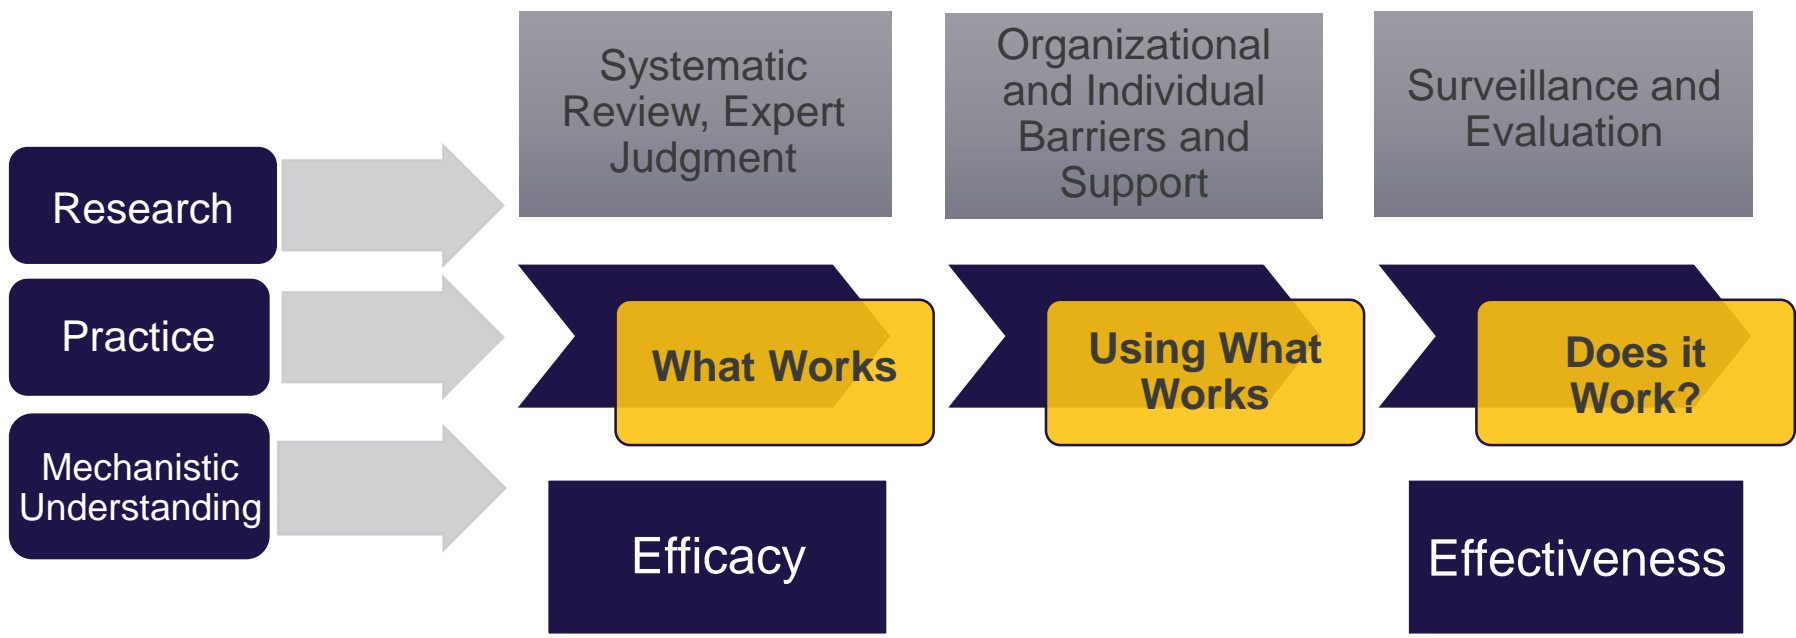 Systematic
Review, Expert
Judgment
Organizational
and Individual
Barriers and
Support
Surveillance and
Evaluation
Research
Practice
Mechanistic
Understanding
What Works
Using What
Works
Does it
Work?
Efficacy
Effectiveness